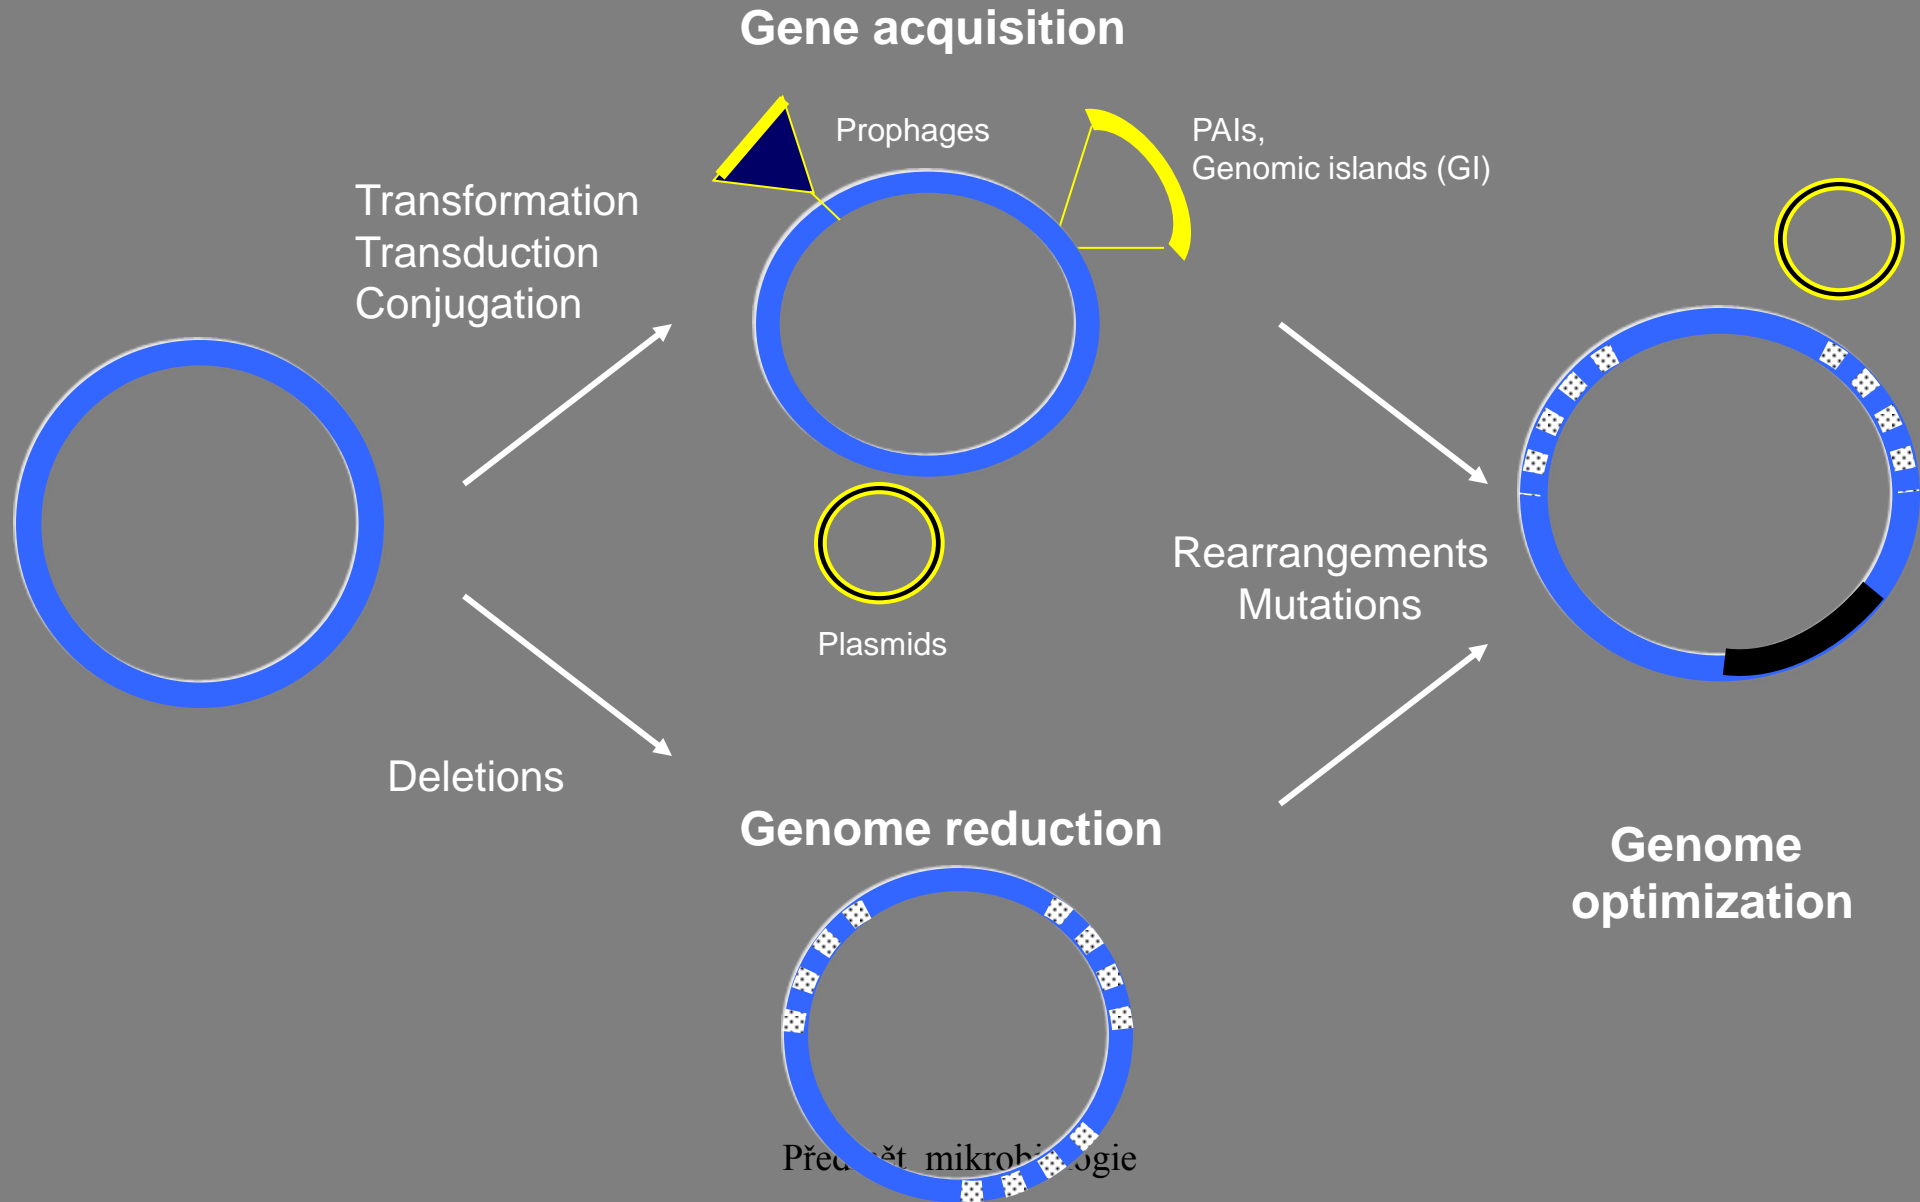 Gene acquisition
Prophages
PAIs,
Genomic islands (GI)
Transformation
Transduction
Conjugation
Plasmids
Rearrangements
Mutations
Deletions
Genome reduction
Genome
optimization